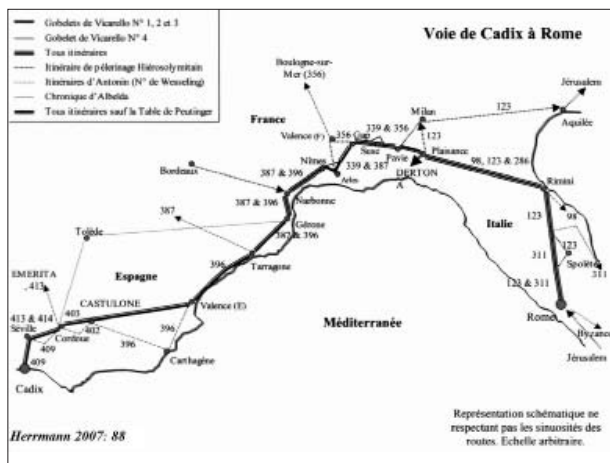 Gobelets de Vicarello N° 1, 2 et 3
Gobelet de Vicarello N° 4
Tous itinéraires
Itinéraire de pèlerinage Hiérosolymitain
Itinéraires d'Antonin (N° de Wesseling)
Chronique d'Albelda
Tous itinéraires sauf la Table de Peutinger
Voie de Cadix à Rome
Boulogne-sur-
Mer (356)
Jérusalem
France
Milan
123
Aquilée
Valence (F)
356 Gap
339 & 356
123
Suse
Pavie
Plaisance
Bordeaux
Nîmes
339 & 387
98, 123 & 286
387 & 396
Arles
DERTON
A
Rimini
387
387 & 396
Narbonne
123
98
Tolède
Gérone
387 & 396
Italie
311
123
Spolète
311
Espagne
396
Tarragone
EMERITA
413
CASTULONE
123 & 311
413 & 414
403
Valence (E)
Méditerranée
Rome
Byzance
Séville
402
396
Cordoue
409
396
Carthagène
Jérusalem
409
Cadix
Représentation schématique ne
respectant pas les sinuosités des
routes. Echelle arbitraire.
Herrmann 2007: 88